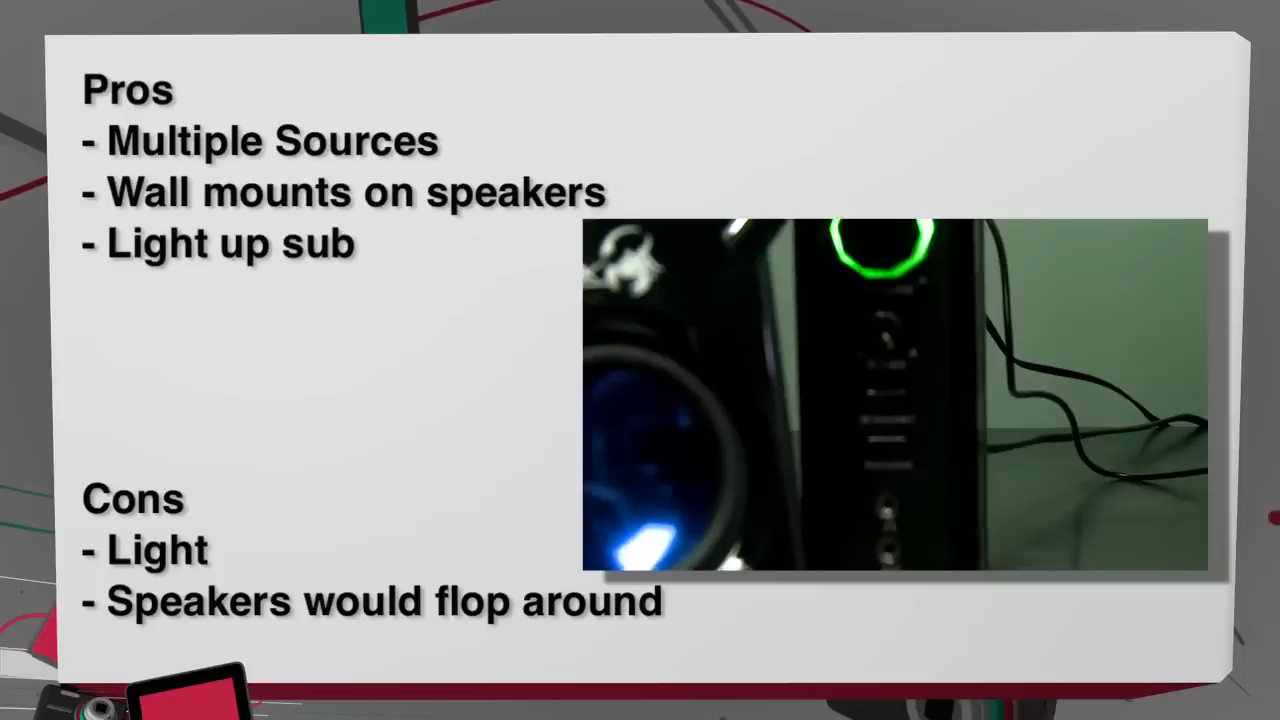 Pros
- Multiple Sources
- Wall mounts on speakers
- Light up sub
Cons
- Light
- Speakers would flop around